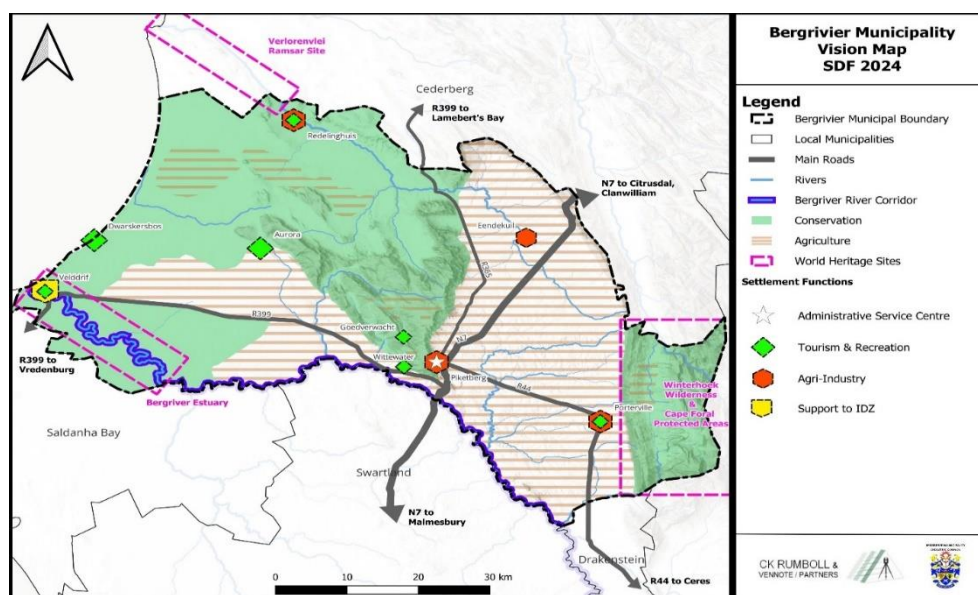 Verlorenvlei
Ramsar Site
Cederberg
R399 to
Lamebert's Bay
Redelinghuis
N7 to Citrusdal,
Clanwilliam
Dwarskersbos
Aurora
Eendekuil
R365
Velddrif
R399
Goedverwacht
N7
Wittewater
R399 to
Vredenburg
Piketberg
R44
Bergriver Estuary
Porterville
Winterhoek
Wilderness
&
Cape Foral
Protected Areas
Saldanha Bay
Swartland
N7 to
Malmesbury
Drakenstein
R44 to Ceres
0 10 20 30 km
Bergrivier Municipality
Vision Map
SDF 2024
Legend
Bergrivier Municipal Boundary
Local Municipalities
Main Roads
Rivers
Bergriver River Corridor
Conservation
Agriculture
World Heritage Sites
Settlement Functions
Administrative Service Centre
Tourism & Recreation
Agri-Industry
Support to IDZ
CK RUMBOLL &
VENNOTE / PARTNERS